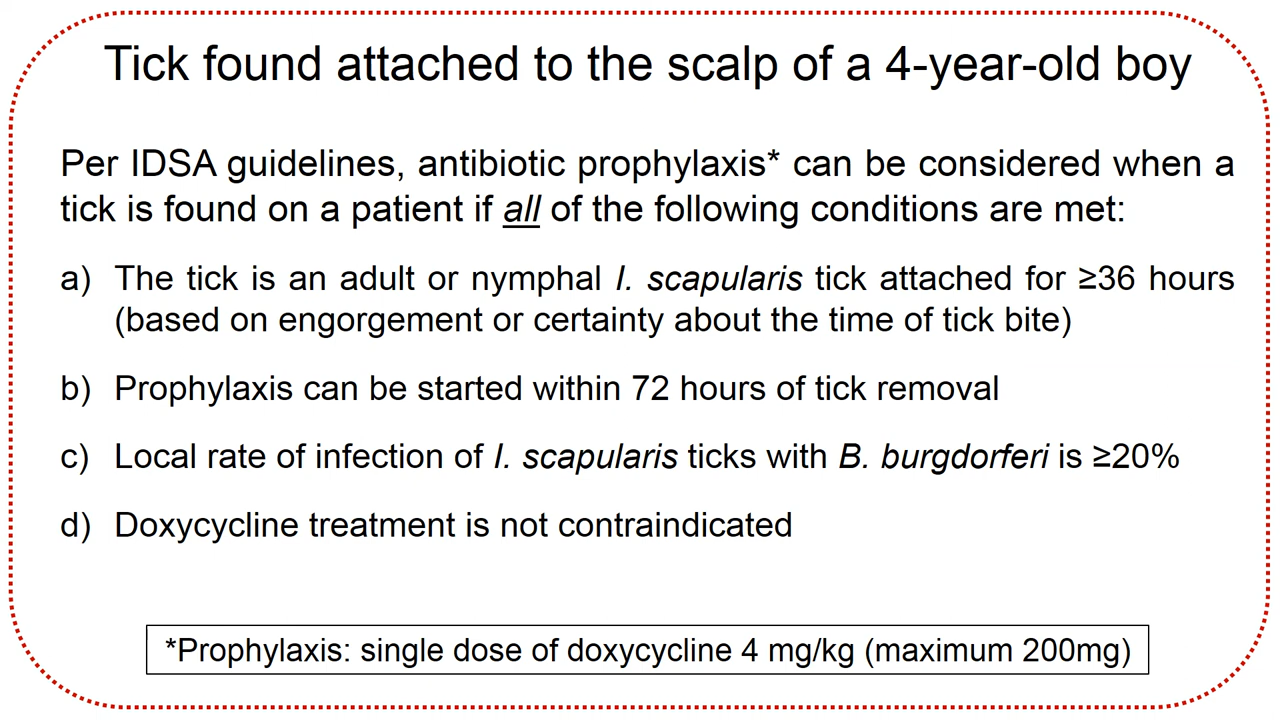 Tick found attached to the scalp of a 4-year-old boy
Per IDSA guidelines, antibiotic prophylaxis* can be considered when a
tick is found on a patient if all of the following conditions are met:
a) The tick is an adult or nymphal I. scapularis tick attached for ≥36 hours
(based on engorgement or certainty about the time of tick bite)
b) Prophylaxis can be started within 72 hours of tick removal
c) Local rate of infection of I. scapularis ticks with B. burgdorferi is ≥20%
d) Doxycycline treatment is not contraindicated
*Prophylaxis: single dose of doxycycline 4 mg/kg (maximum 200mg)